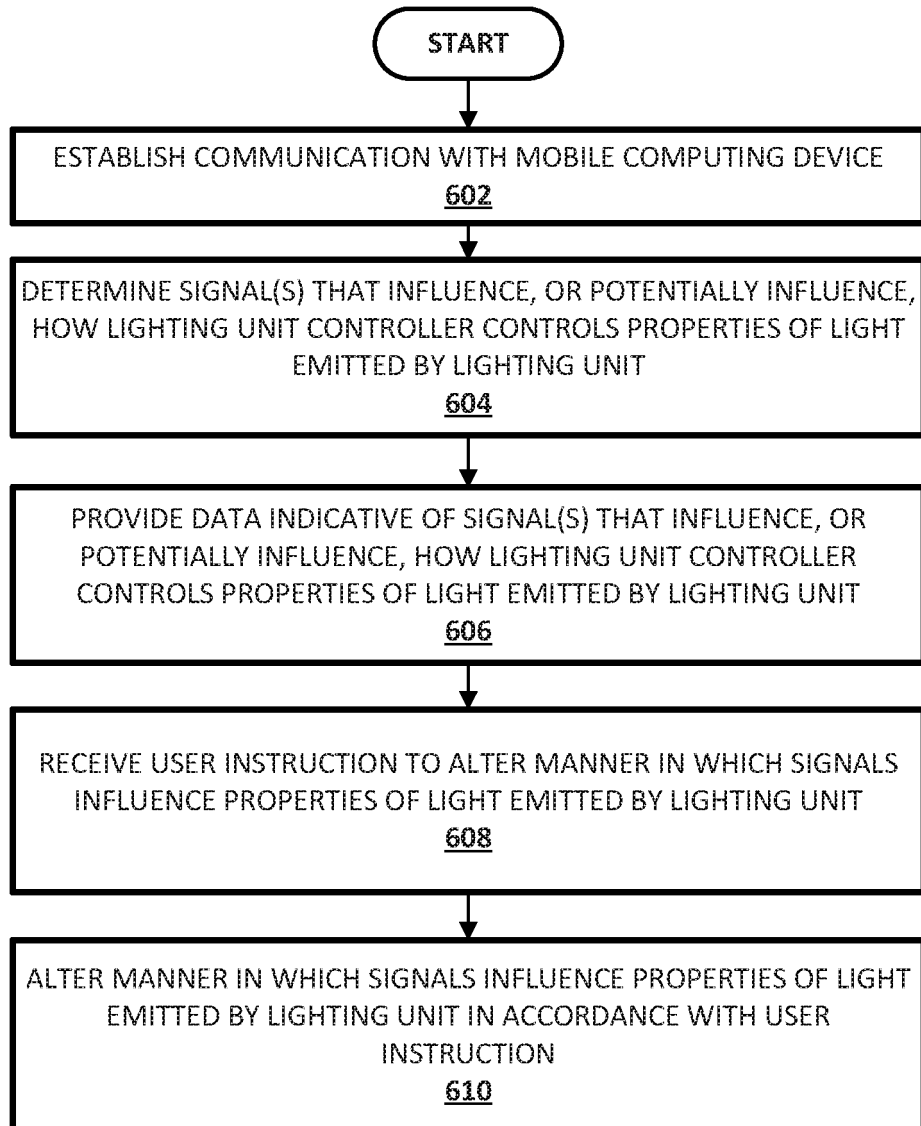 START
ESTABLISH COMMUNICATION WITH MOBILE COMPUTING DEVICE
602
DETERMINE SIGNAL(S) THAT INFLUENCE, OR POTENTIALLY INFLUENCE,
HOW LIGHTING UNIT CONTROLLER CONTROLS PROPERTIES OF LIGHT
EMITTED BY LIGHTING UNIT
604
PROVIDE DATA INDICATIVE OF SIGNAL(S) THAT INFLUENCE, OR
POTENTIALLY INFLUENCE, HOW LIGHTING UNIT CONTROLLER
CONTROLS PROPERTIES OF LIGHT EMITTED BY LIGHTING UNIT
606
RECEIVE USER INSTRUCTION TO ALTER MANNER IN WHICH SIGNALS
INFLUENCE PROPERTIES OF LIGHT EMITTED BY LIGHTING UNIT
608
ALTER MANNER IN WHICH SIGNALS INFLUENCE PROPERTIES OF LIGHT
EMITTED BY LIGHTING UNIT IN ACCORDANCE WITH USER
INSTRUCTION
610